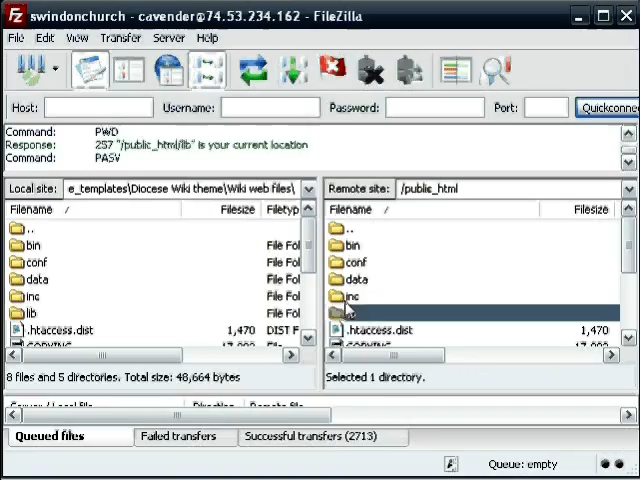 swindonchurch - cavender@74.53.234.162 - FileZilla
File Edit View Transfer Server Help
Host: Username: Password: Port: Quickconne
Command: PWD
Response: 257 "/public_html/lib" is your current location
Command: PASV
Local site: e_templates\Diocese Wiki theme\Wiki web files\ Remote site: /public_html
Filename / Filesize Filetyp Filename / Filesize
.. ..
bin File Fol bin
conf File Fol conf
data File Fol data
inc File Fol inc
lib File Fol
.htaccess.dist 1,470 DIST F .htaccess.dist 1,470
8 files and 5 directories. Total size: 48,664 bytes Selected 1 directory.
Queued files Failed transfers Successful transfers (2713)
Queue: empty